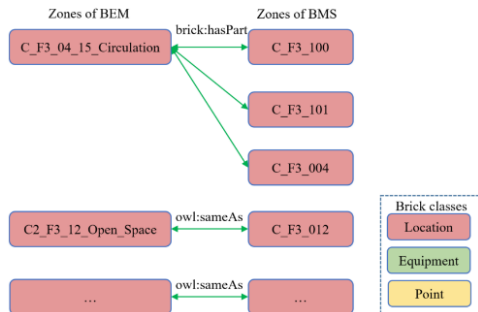 Zones of BEM
Zones of BMS
brick:hasPart
C_F3_04_15_Circulation
C_F3_100
C_F3_101
C_F3_004
owl:sameAs
C2_F3_12_Open_Space
C_F3_012
owl:sameAs
...
...
Brick classes
Location
Equipment
Point